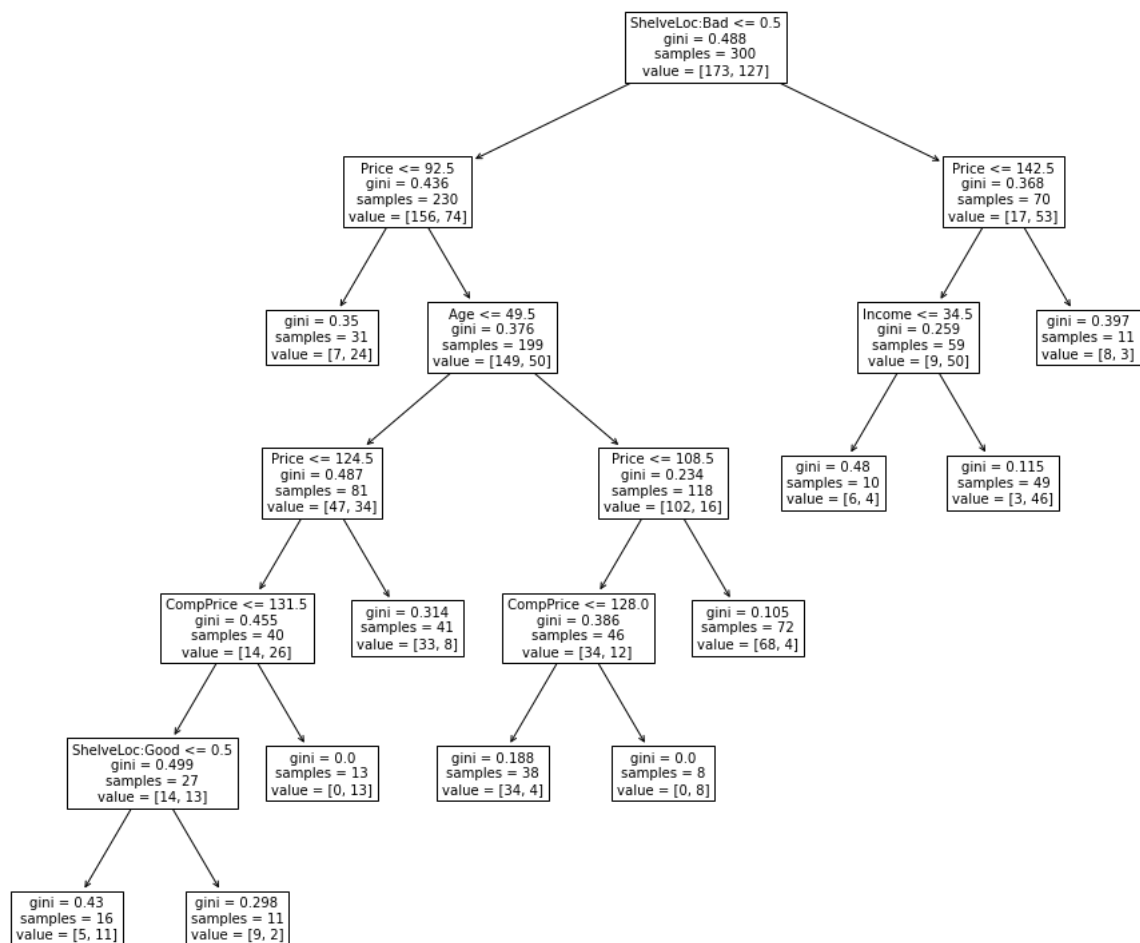 ShelveLoc:Bad <= 0.5
gini = 0.488
samples = 300
value = [173, 127]
Price <= 92.5
gini = 0.436
samples = 230
value = [156, 74]
Price <= 142.5
gini = 0.368
samples = 70
value = [17, 53]
gini = 0.35
samples = 31
value = [7, 24]
Age <= 49.5
gini = 0.376
samples = 199
value = [149, 50]
Income <= 34.5
gini = 0.259
samples = 59
value = [9, 50]
gini = 0.397
samples = 11
value = [8, 3]
Price <= 124.5
gini = 0.487
samples = 81
value = [47, 34]
Price <= 108.5
gini = 0.234
samples = 118
value = [102, 16]
gini = 0.48
samples = 10
value = [6, 4]
gini = 0.115
samples = 49
value = [3, 46]
CompPrice <= 131.5
gini = 0.455
samples = 40
value = [14, 26]
gini = 0.314
samples = 41
value = [33, 8]
CompPrice <= 128.0
gini = 0.386
samples = 46
value = [34, 12]
gini = 0.105
samples = 72
value = [68, 4]
ShelveLoc:Good <= 0.5
gini = 0.499
samples = 27
value = [14, 13]
gini = 0.0
samples = 13
value = [0, 13]
gini = 0.188
samples = 38
value = [34, 4]
gini = 0.0
samples = 8
value = [0, 8]
gini = 0.43
samples = 16
value = [5, 11]
gini = 0.298
samples = 11
value = [9, 2]